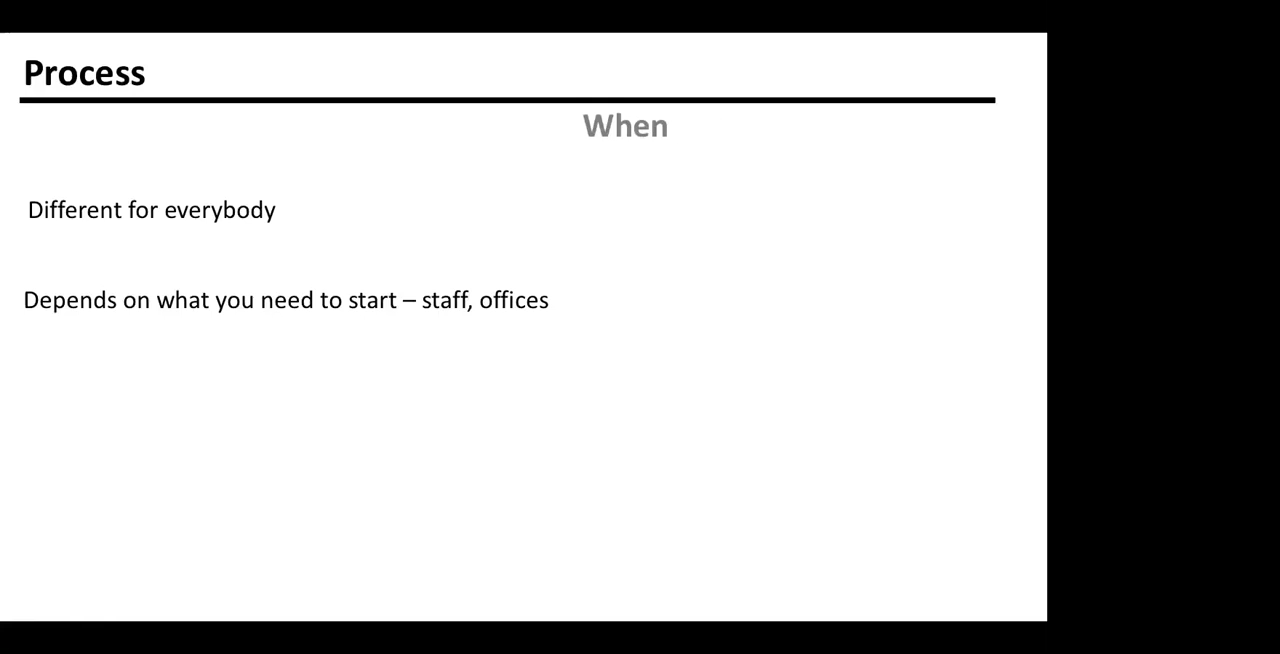 Process
When
Different for everybody
Depends on what you need to start – staff, offices